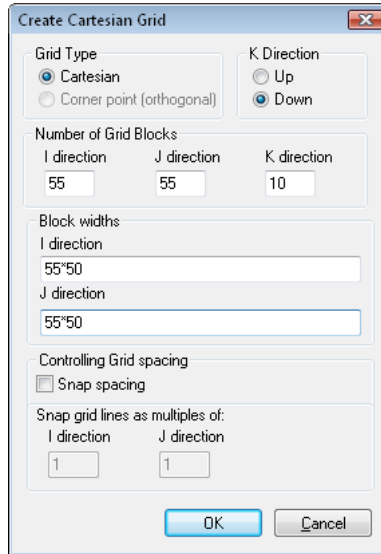 Create Cartesian Grid
Grid Type
Cartesian
Corner point (orthogonal)
K Direction
Up
Down
Number of Grid Blocks
I direction J direction K direction
55 55 10
Block widths
I direction
55*50
J direction
55*50
Controlling Grid spacing
Snap spacing
Snap grid lines as multiples of:
I direction J direction
1 1
OK Cancel